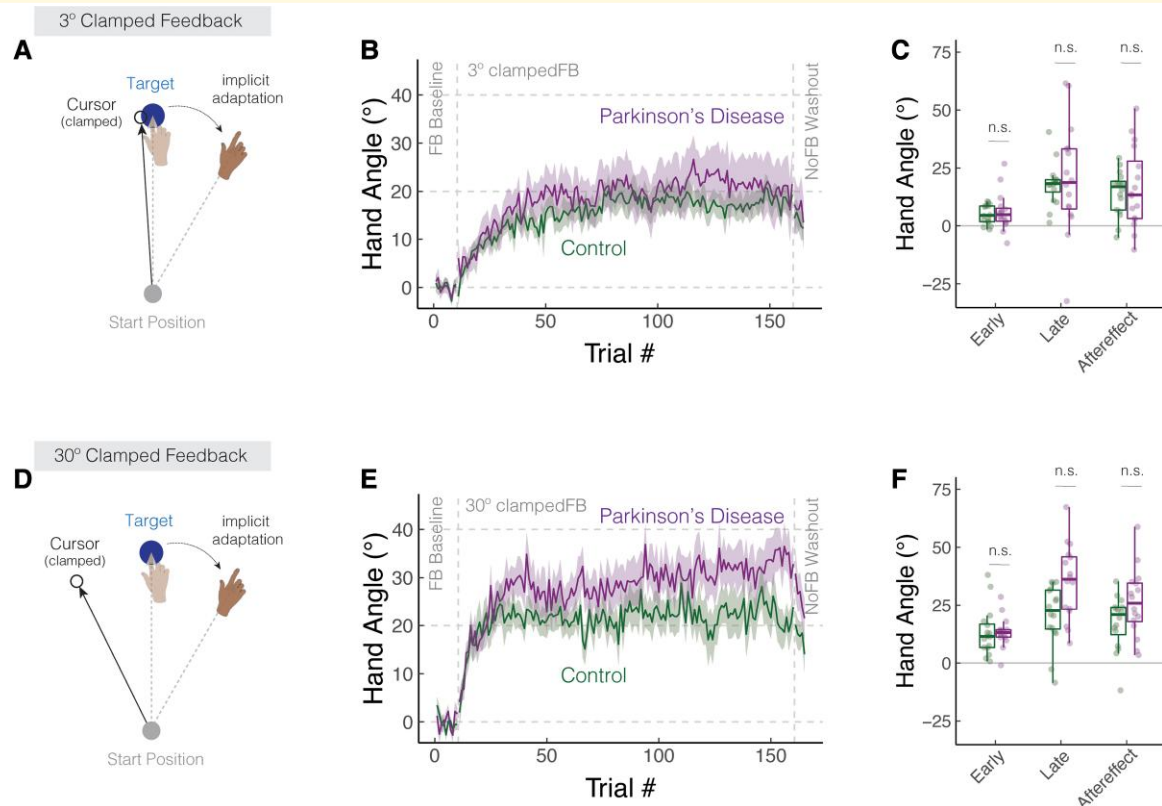 3º Clamped Feedback
A
Target
Cursor
(clamped)
implicit
adaptation
Start Position
B
FB Baseline
3º clampedFB
NoFB Washout
Parkinson's Disease
Control
Hand Angle (°)
40
30
20
10
0
0 50 100 150
Trial #
C
n.s. n.s.
n.s.
Hand Angle (°)
75
50
25
0
−25
Early Late Aftereffect
30º Clamped Feedback
D
Target
Cursor
(clamped)
implicit
adaptation
Start Position
E
FB Baseline
30º clampedFB
NoFB Washout
Parkinson's Disease
Control
Hand Angle (°)
40
30
20
10
0
0 50 100 150
Trial #
F
n.s. n.s.
n.s.
Hand Angle (°)
75
50
25
0
−25
Early Late Aftereffect